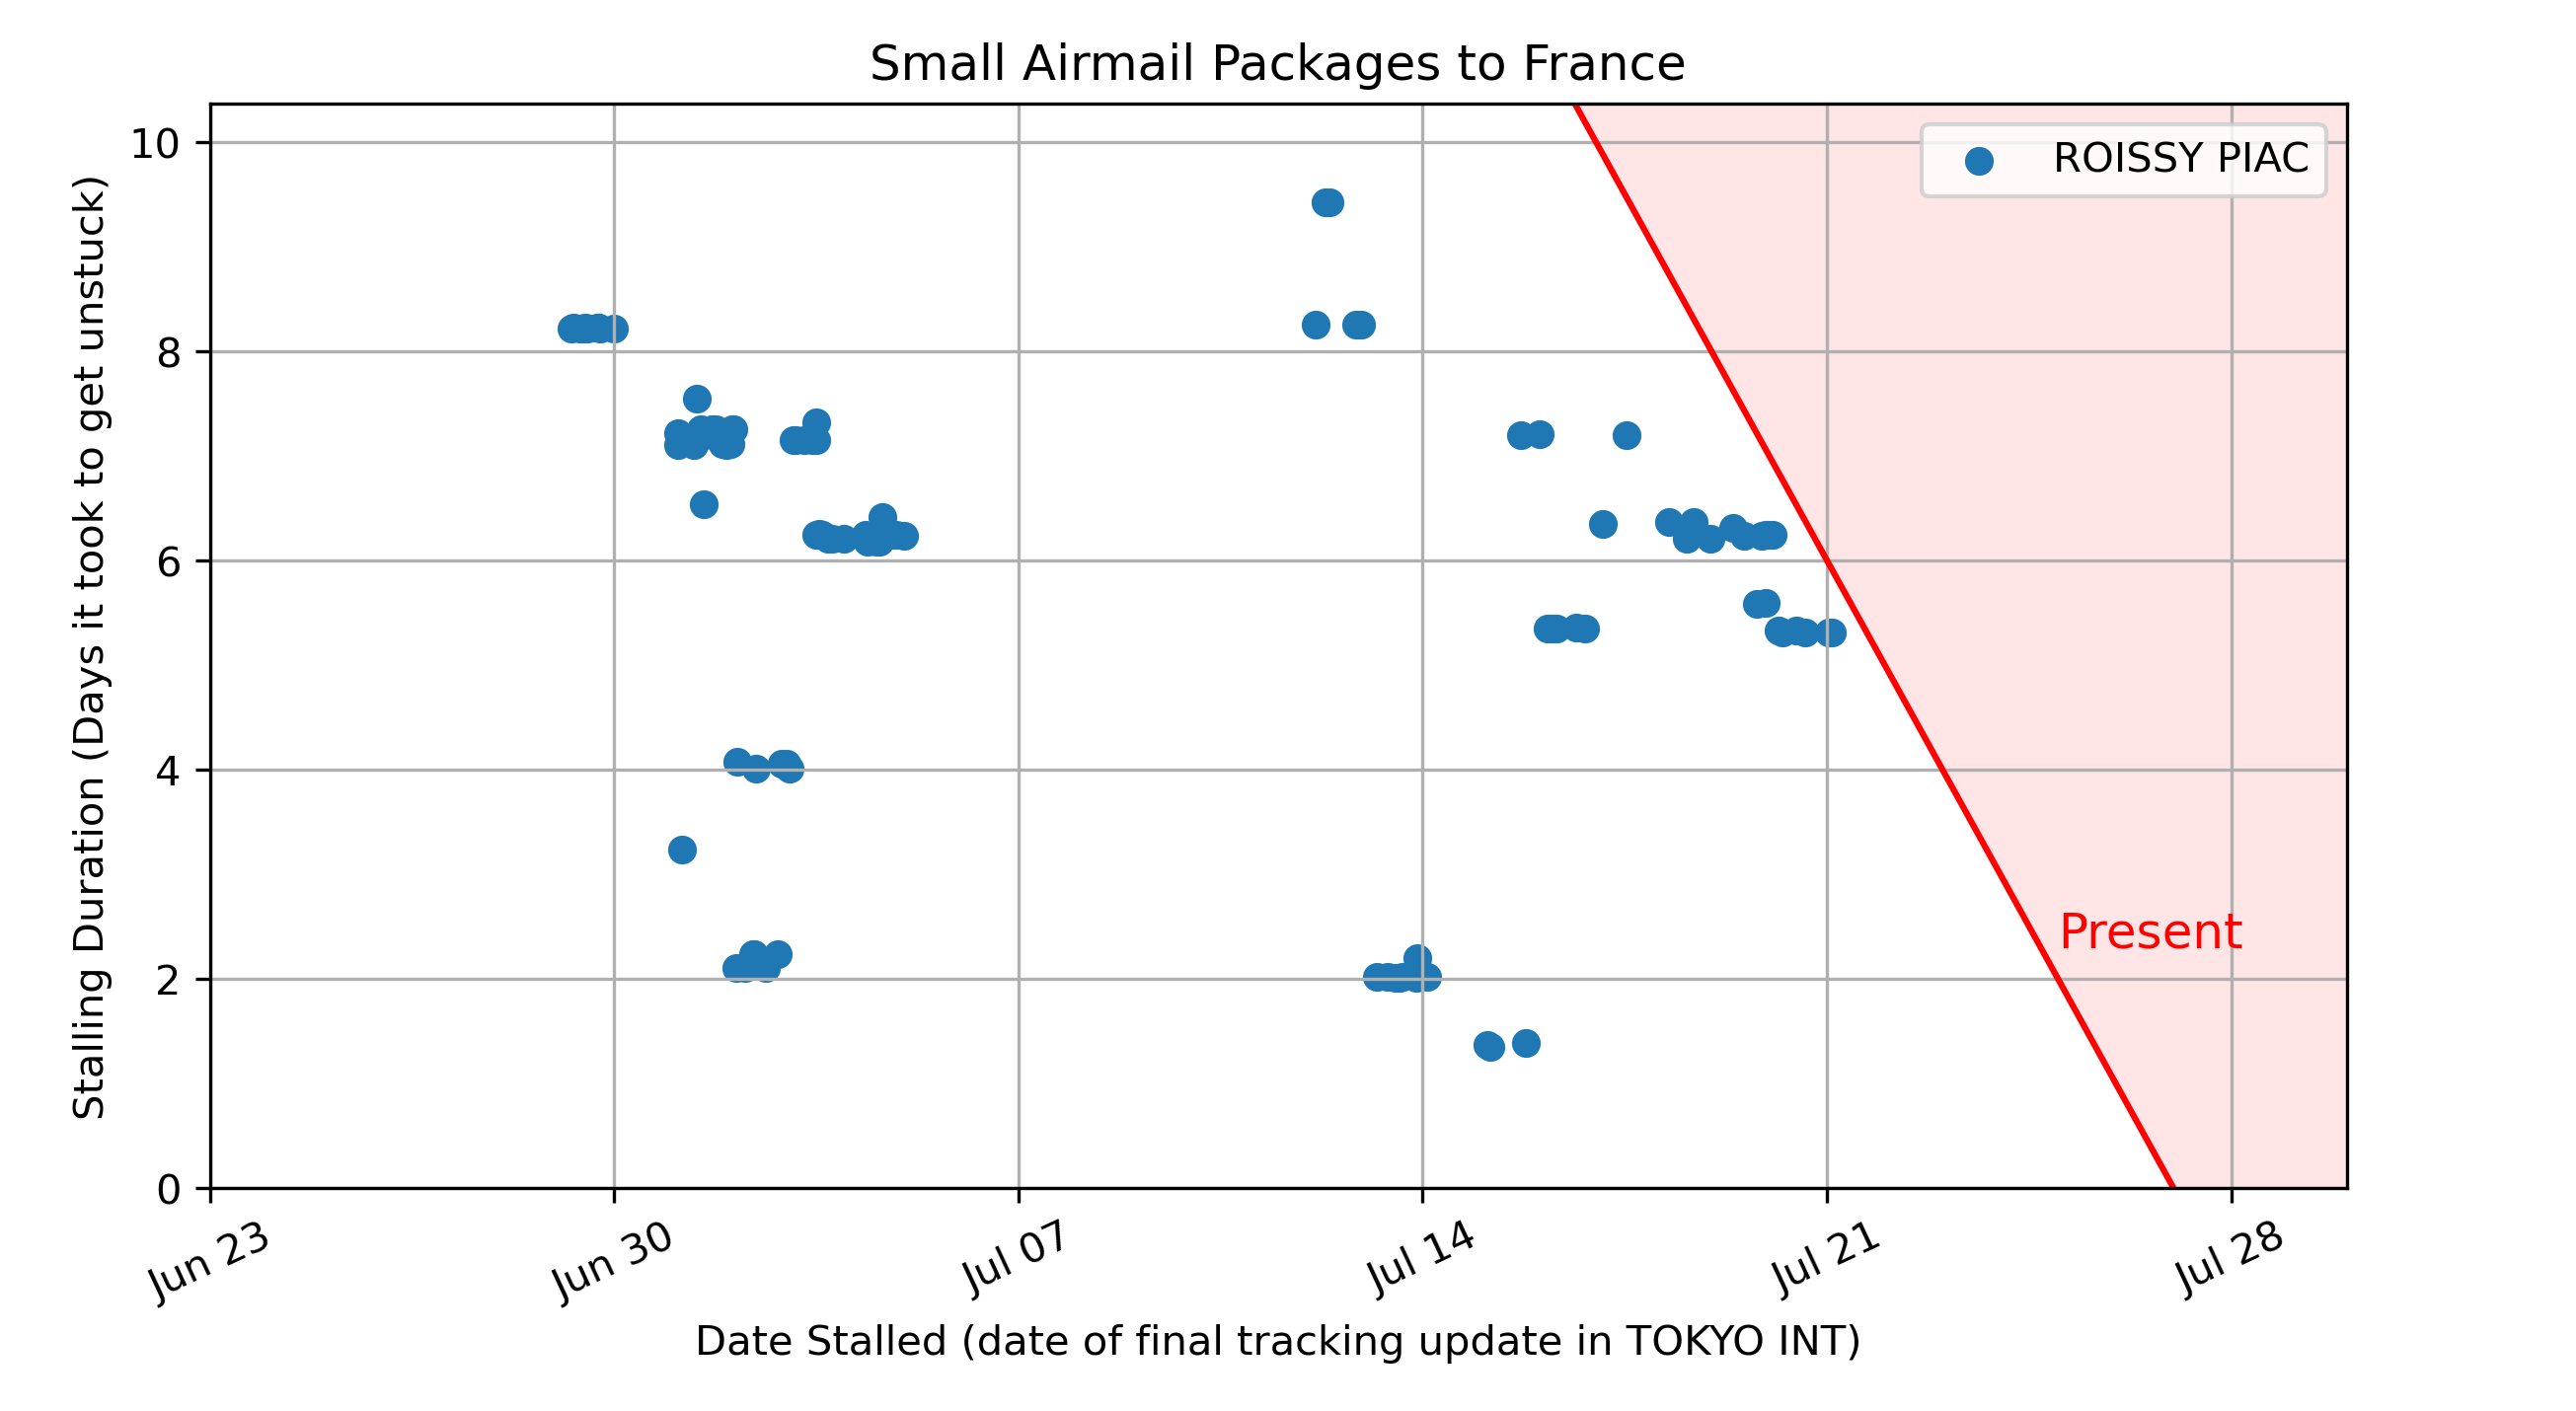 Small Airmail Packages to France
ROISSY PIAC
Stalling Duration (Days it took to get unstuck)
10
8
6
4
2
0
Present
Jun 23
Jun 30
Jul 07
Jul 14
Jul 21
Jul 28
Date Stalled (date of final tracking update in TOKYO INT)